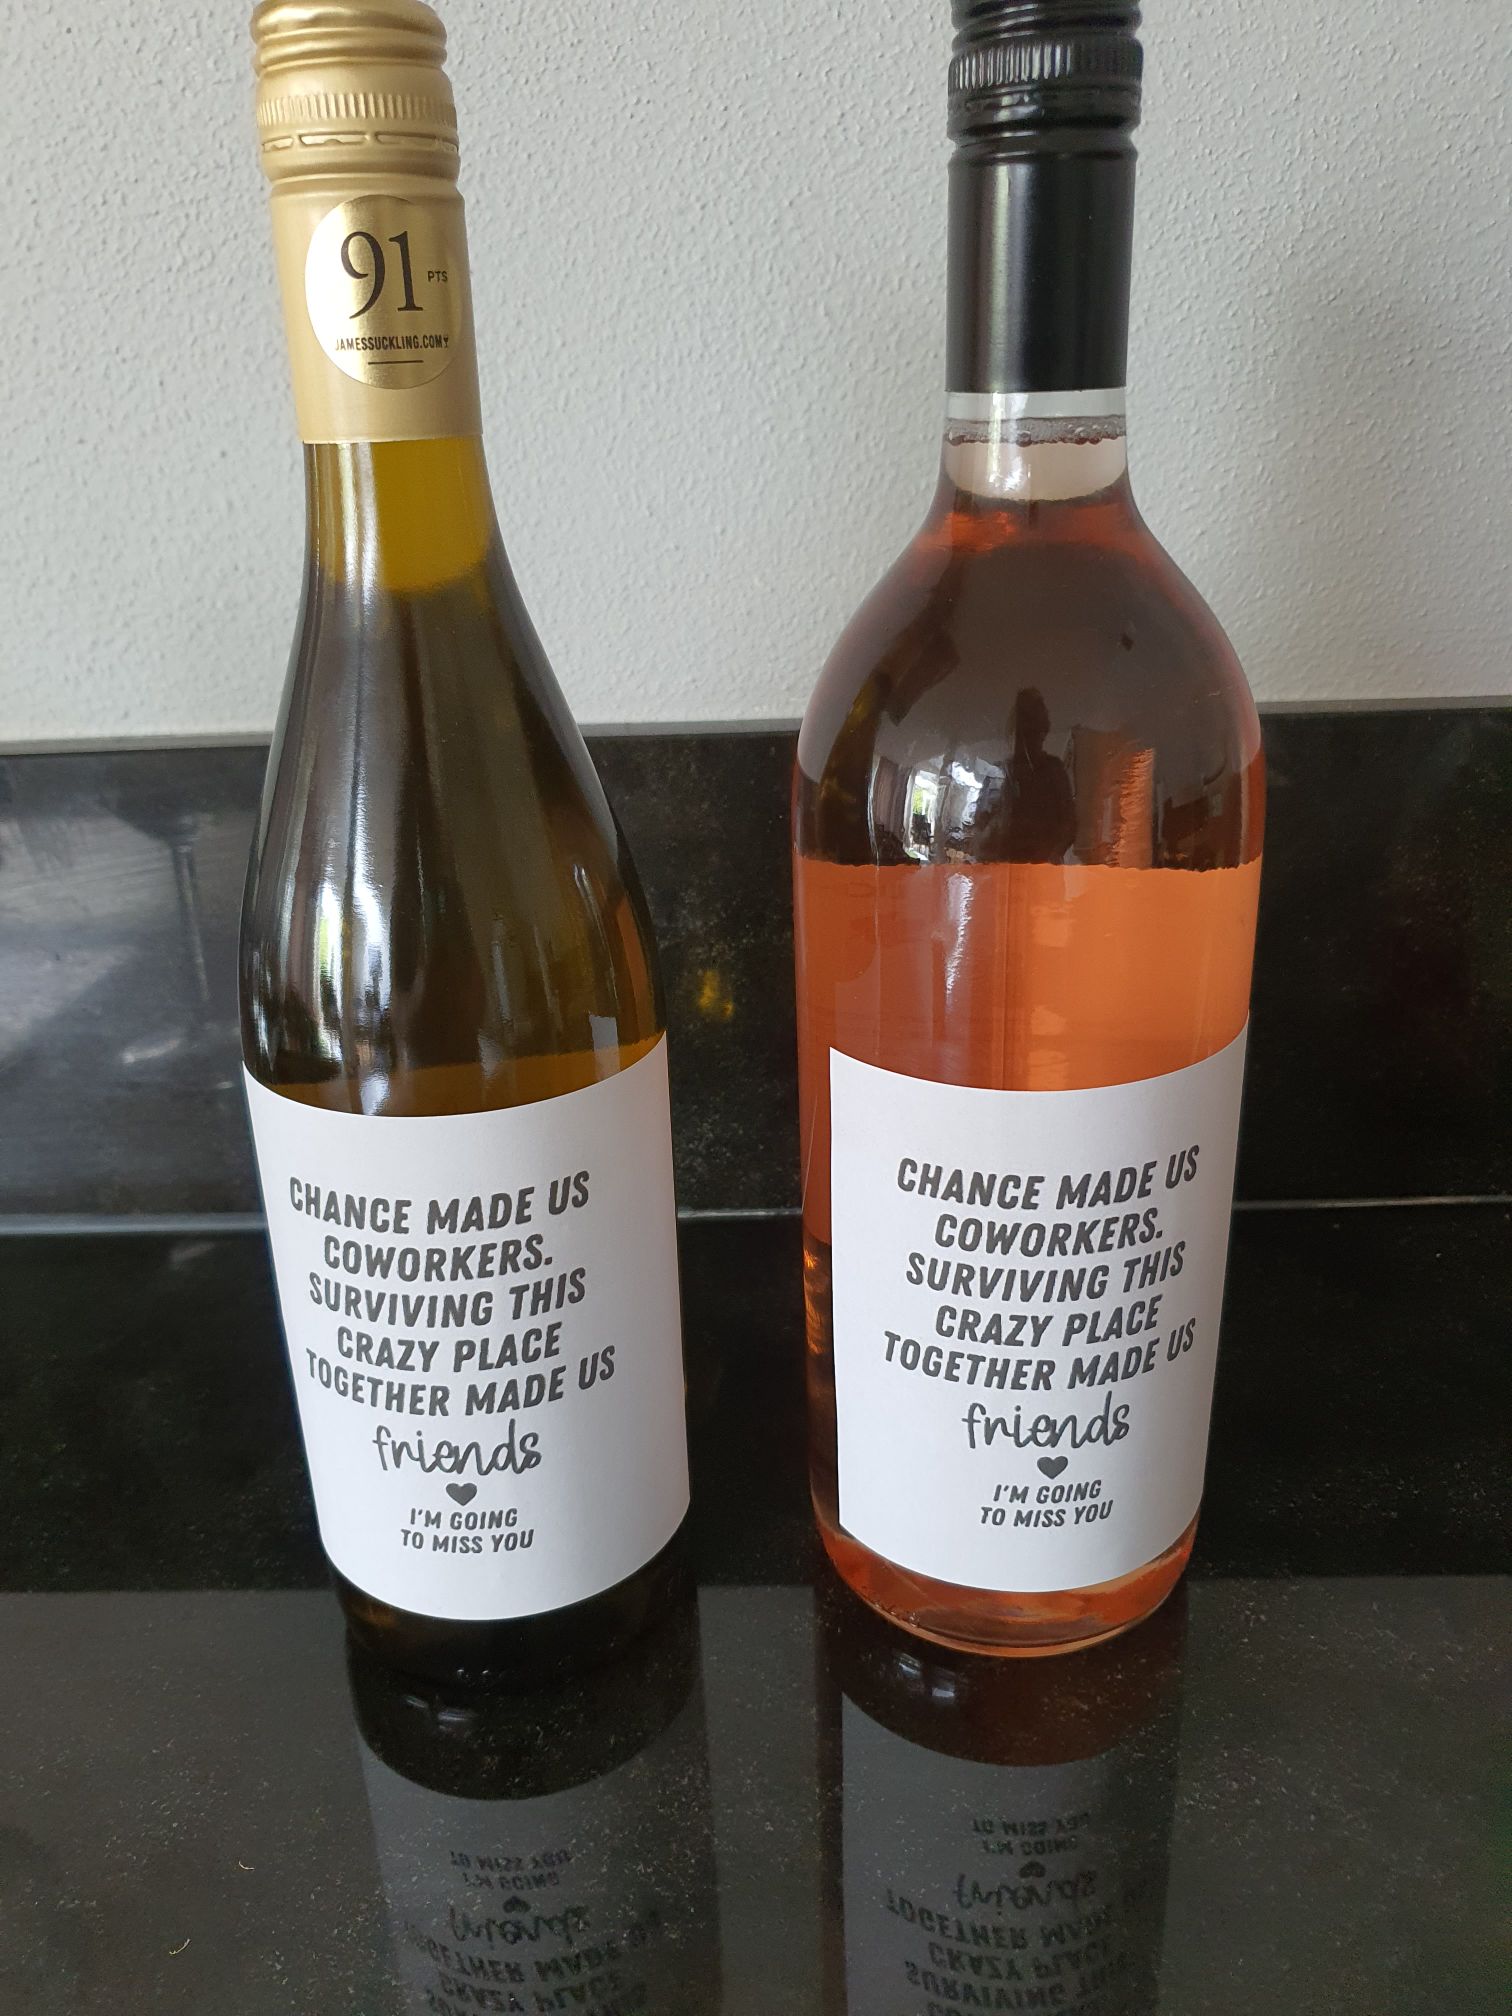 91 PTS
JAMESSUCKLING.COM
CHANCE MADE US
COWORKERS.
SURVIVING THIS
CRAZY PLACE
TOGETHER MADE US
friends
I'M GOING
TO MISS YOU
CHANCE MADE US
COWORKERS.
SURVIVING THIS
CRAZY PLACE
TOGETHER MADE US
friends
I'M GOING
TO MISS YOU